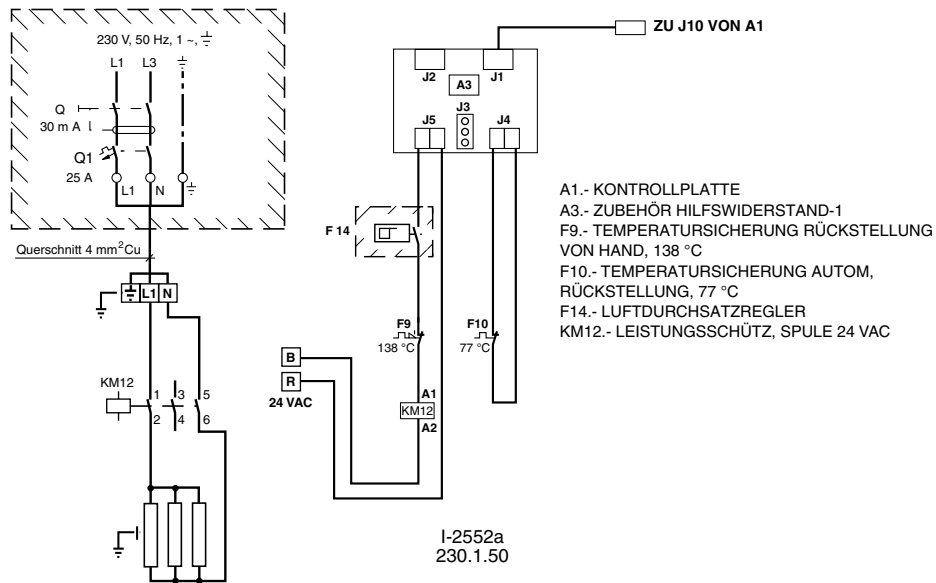 230 V, 50 Hz, 1 ~,
L1 L3
Q
30 m A I
Q1
25 A
L1 N
Querschnitt 4 mm²Cu
L1 N
KM12
1 3 5
2 4 6
ZU J10 VON A1
J2 J1
A3
J3
J5 J4
F 14
F9
138 °C
F10
77 °C
B
R
24 VAC
A1
KM12
A2
A1.- KONTROLLPLATTE
A3.- ZUBEHÖR HILFSWIDERSTAND-1
F9.- TEMPERATURSICHERUNG RÜCKSTELLUNG
VON HAND, 138 °C
F10.- TEMPERATURSICHERUNG AUTOM,
RÜCKSTELLUNG, 77 °C
F14.- LUFTDURCHSATZREGLER
KM12.- LEISTUNGSSCHÜTZ, SPULE 24 VAC
I-2552a
230.1.50